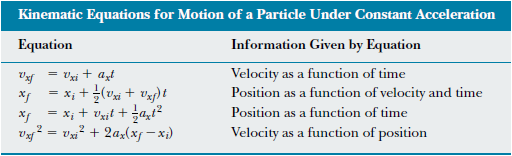 Kinematic Equations for Motion of a Particle Under Constant Acceleration
Equation Information Given by Equation
v_xf = v_xi + a_x t Velocity as a function of time
x_f = x_i + ½(v_xi + v_xf)t Position as a function of velocity and time
x_f = x_i + v_xi t + ½a_x t² Position as a function of time
v_xf² = v_xi² + 2a_x(x_f − x_i) Velocity as a function of position